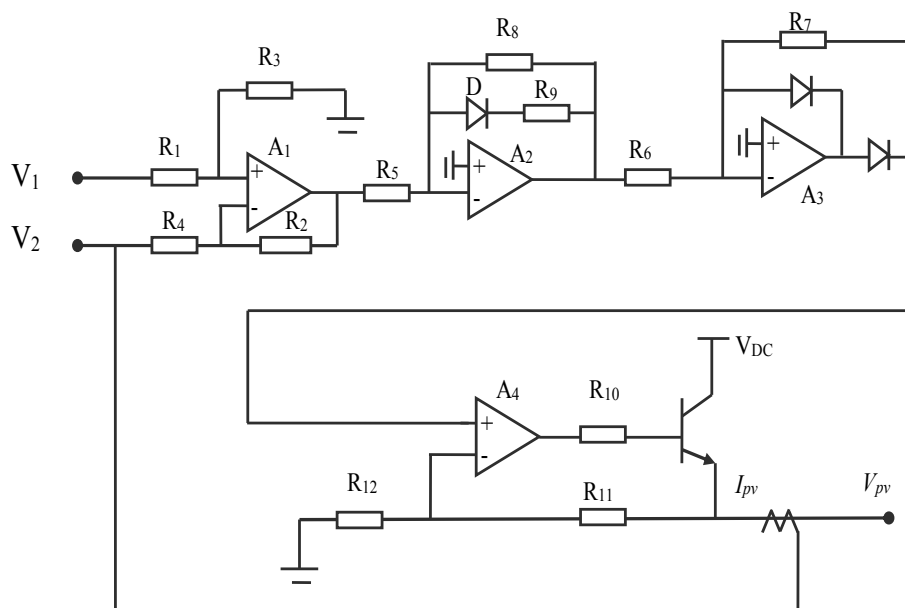 R7
R8
R3
D
R9
R1
A1
A2
R6
+
+
V1
R5
+
-
A3
-
-
R4
R2
V2
VDC
A4
R10
+
-
R12
R11
Ipv
Vpv